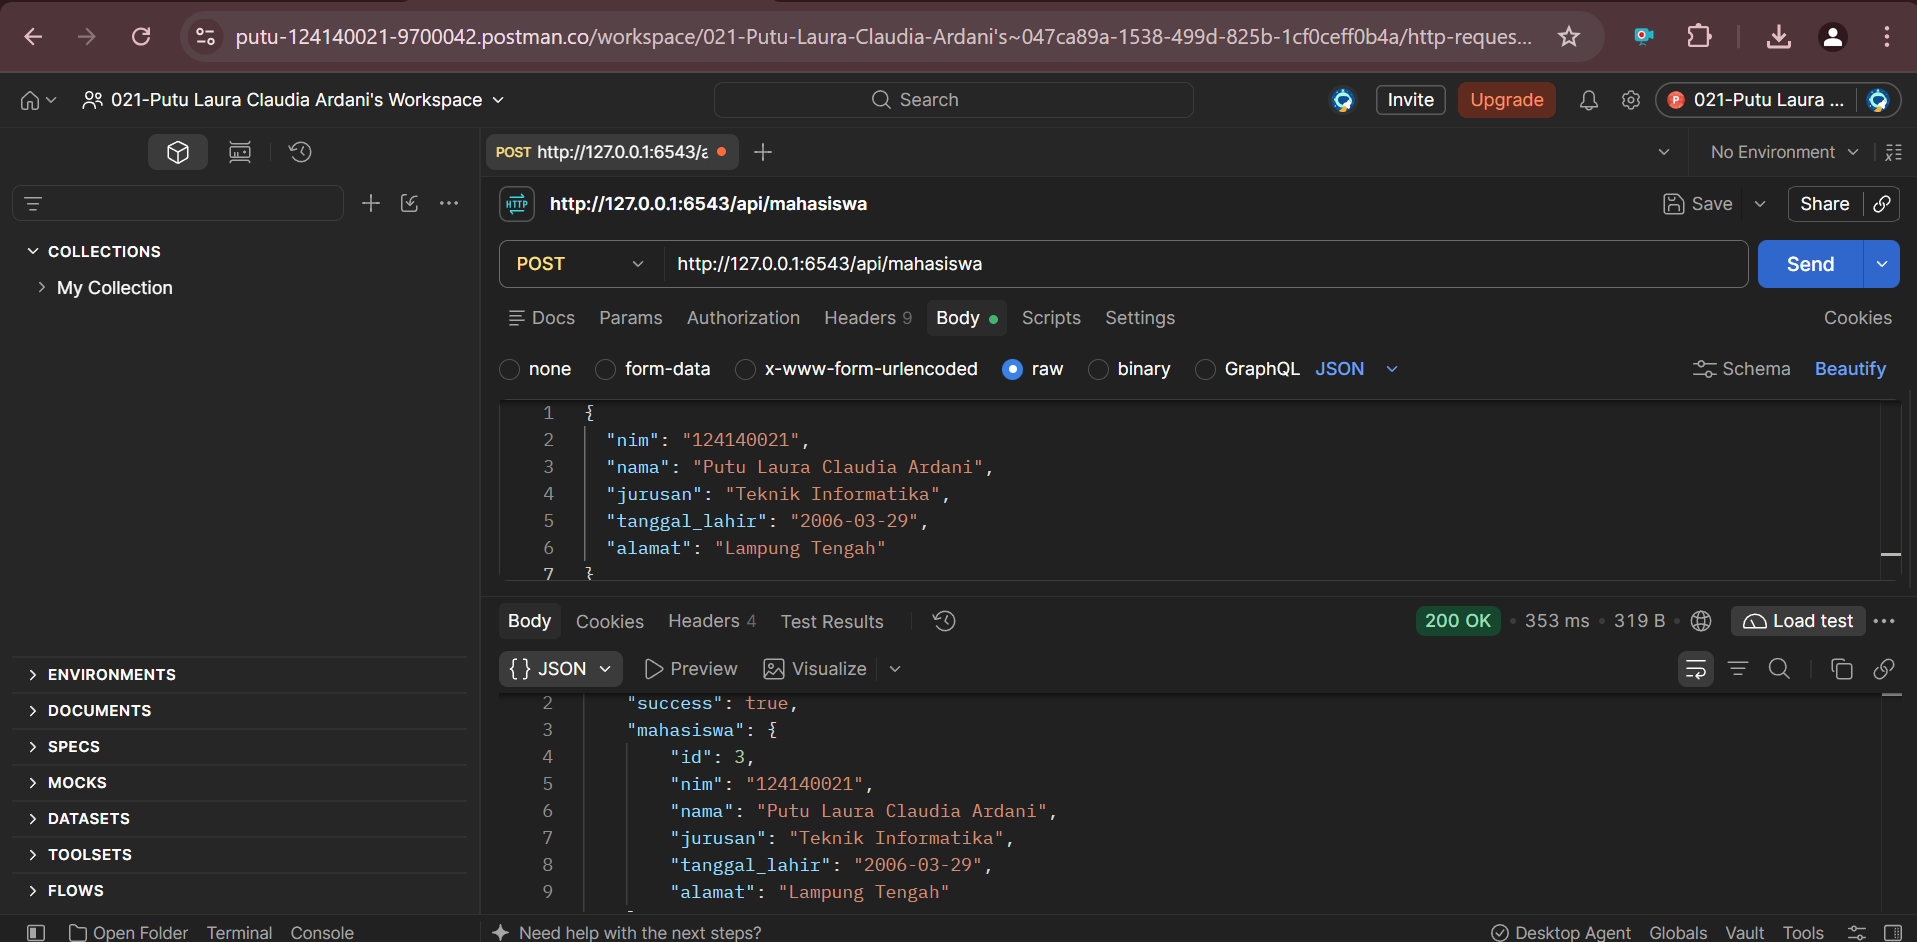 putu-124140021-9700042.postman.co/workspace/021-Putu-Laura-Claudia-Ardani's~047ca89a-1538-499d-825b-1cf0ceff0b4a/http-reques...
021-Putu Laura Claudia Ardani's Workspace
Search
Invite
Upgrade
021-Putu Laura ...
POST http://127.0.0.1:6543/a
No Environment
HTTP
http://127.0.0.1:6543/api/mahasiswa
Save
Share
COLLECTIONS
My Collection
POST
http://127.0.0.1:6543/api/mahasiswa
Send
Docs
Params
Authorization
Headers 9
Body
Scripts
Settings
Cookies
none
form-data
x-www-form-urlencoded
raw
binary
GraphQL
JSON
Schema
Beautify
1 {
2 "nim": "124140021",
3 "nama": "Putu Laura Claudia Ardani",
4 "jurusan": "Teknik Informatika",
5 "tanggal_lahir": "2006-03-29",
6 "alamat": "Lampung Tengah"
7 }
Body
Cookies
Headers 4
Test Results
200 OK
353 ms
319 B
Load test
{} JSON
Preview
Visualize
2 "success": true,
3 "mahasiswa": {
4 "id": 3,
5 "nim": "124140021",
6 "nama": "Putu Laura Claudia Ardani",
7 "jurusan": "Teknik Informatika",
8 "tanggal_lahir": "2006-03-29",
9 "alamat": "Lampung Tengah"
ENVIRONMENTS
DOCUMENTS
SPECS
MOCKS
DATASETS
TOOLSETS
FLOWS
Open Folder
Terminal
Console
Need help with the next steps?
Desktop Agent
Globals
Vault
Tools